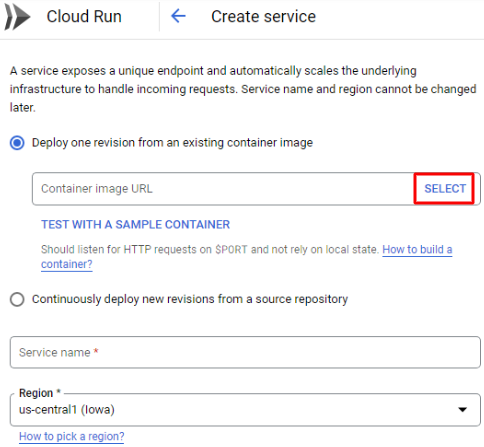 Cloud Run
Create service
A service exposes a unique endpoint and automatically scales the underlying
infrastructure to handle incoming requests. Service name and region cannot be changed
later.
Deploy one revision from an existing container image
Container image URL
SELECT
TEST WITH A SAMPLE CONTAINER
Should listen for HTTP requests on $PORT and not rely on local state. How to build a
container?
Continuously deploy new revisions from a source repository
Service name *
Region *
us-central1 (Iowa)
How to pick a region?